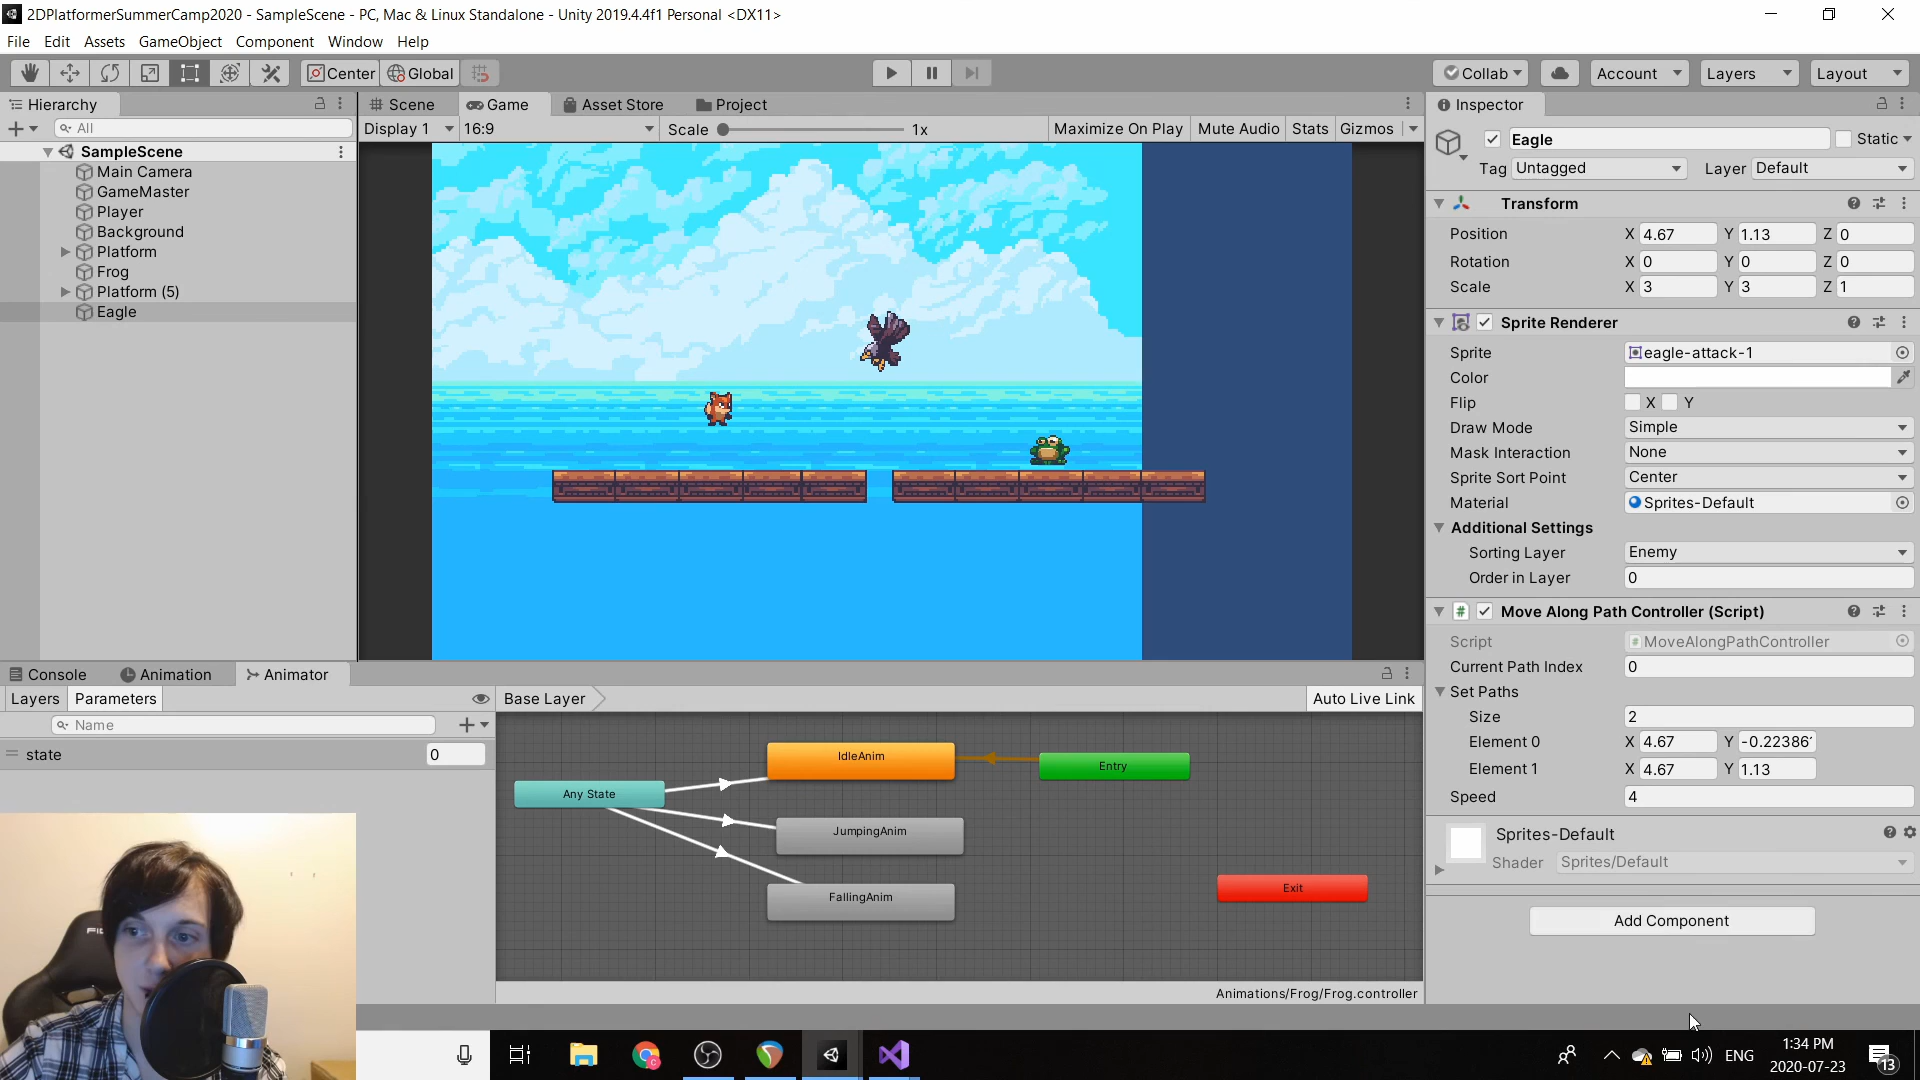 2DPlatformerSummerCamp2020 - SampleScene - PC, Mac & Linux Standalone - Unity 2019.4.4f1 Personal <DX11>
File Edit Assets GameObject Component Window Help
Center Global Collab Account Layers Layout
Hierarchy
All
SampleScene
Main Camera
GameMaster
Player
Background
Platform
Frog
Platform (5)
Eagle
Scene Game Asset Store Project
Display 1 16:9 Scale 1x Maximize On Play Mute Audio Stats Gizmos
Inspector
Eagle Static
Tag Untagged Layer Default
Transform
Position X 4.67 Y 1.13 Z 0
Rotation X 0 Y 0 Z 0
Scale X 3 Y 3 Z 1
Sprite Renderer
Sprite eagle-attack-1
Color
Flip X Y
Draw Mode Simple
Mask Interaction None
Sprite Sort Point Center
Material Sprites-Default
Additional Settings
Sorting Layer Enemy
Order in Layer 0
# Move Along Path Controller (Script)
Script # MoveAlongPathController
Current Path Index 0
Set Paths
Size 2
Element 0 X 4.67 Y -0.22386
Element 1 X 4.67 Y 1.13
Speed 4
Sprites-Default
Shader Sprites/Default
Add Component
Console Animation Animator
Layers Parameters Base Layer Auto Live Link
Name
state 0
IdleAnim
Entry
Any State
JumpingAnim
FallingAnim
Exit
Animations/Frog/Frog.controller
ENG
1:34 PM
2020-07-23
13